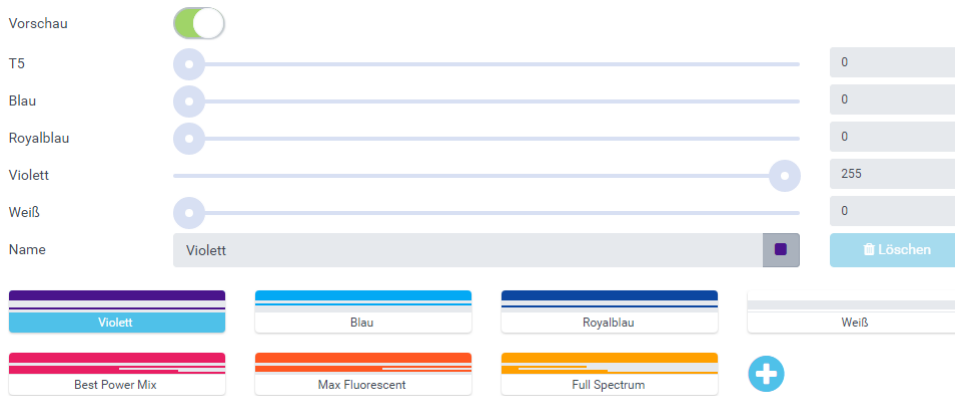 Vorschau
T5 0
Blau 0
Royalblau 0
Violett 255
Weiß 0
Name Violett Löschen
Violett Blau Royalblau Weiß
Best Power Mix Max Fluorescent Full Spectrum